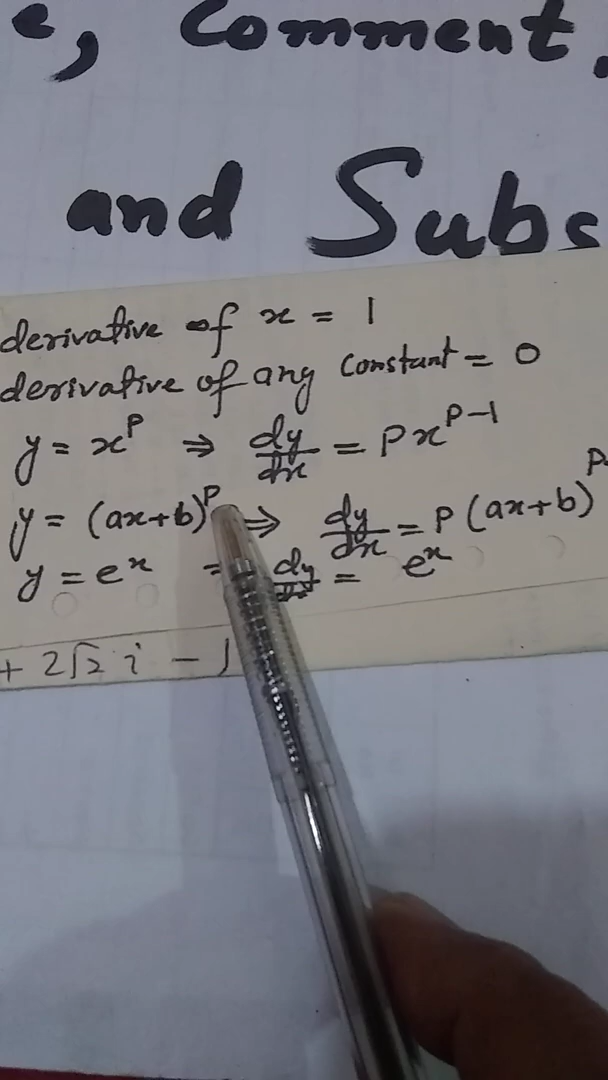 e, Comment,
and Subs
derivative of x = 1
derivative of any constant = 0
y = x^p ⇒ dy/dx = Px^{P-1}
y = (ax+b)^P ⇒ dy/dx = P (ax+b)^P
y = e^x = dy/dx = e^x
+ 2√2 i - 1